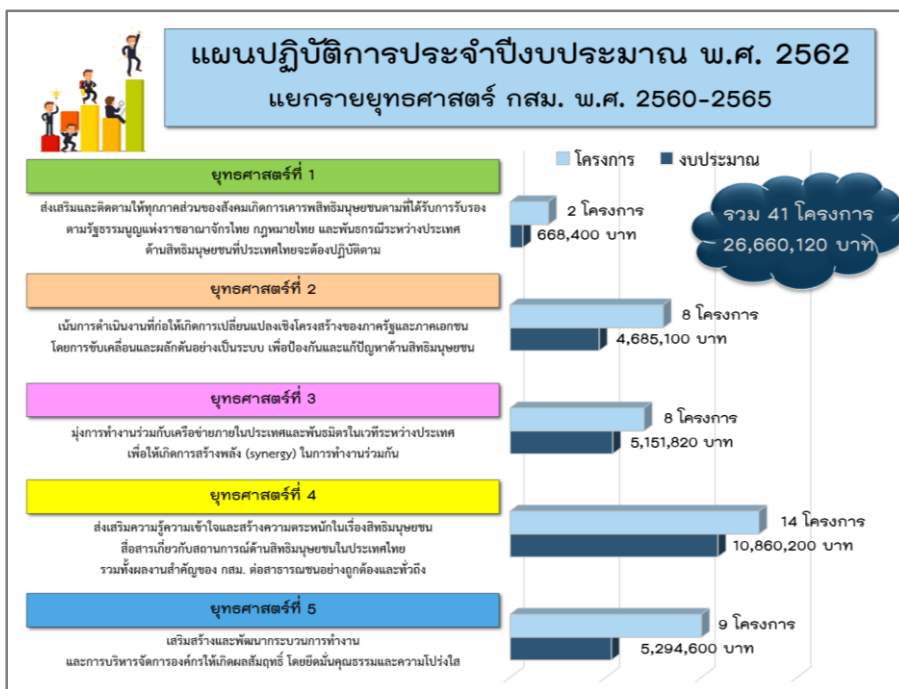 แผนปฏิบัติการประจำปีงบประมาณ พ.ศ. 2562
แยกรายยุทธศาสตร์ กสม. พ.ศ. 2560-2565
โครงการ งบประมาณ
รวม 41 โครงการ
26,660,120 บาท
ยุทธศาสตร์ที่ 1
ส่งเสริมและติดตามให้ทุกภาคส่วนของสังคมเกิดการเคารพสิทธิมนุษยชนตามที่ได้รับการรับรอง
ตามรัฐธรรมนูญแห่งราชอาณาจักรไทย กฎหมายไทย และพันธกรณีระหว่างประเทศ
ด้านสิทธิมนุษยชนที่ประเทศไทยจะต้องปฏิบัติตาม
2 โครงการ
668,400 บาท
ยุทธศาสตร์ที่ 2
เน้นการดำเนินงานที่ก่อให้เกิดการเปลี่ยนแปลงเชิงโครงสร้างของภาครัฐและภาคเอกชน
โดยการขับเคลื่อนและผลักดันอย่างเป็นระบบ เพื่อป้องกันและแก้ปัญหาด้านสิทธิมนุษยชน
8 โครงการ
4,685,100 บาท
ยุทธศาสตร์ที่ 3
มุ่งการทำงานร่วมกับเครือข่ายภายในประเทศและพันธมิตรในเวทีระหว่างประเทศ
เพื่อให้เกิดการสร้างพลัง (synergy) ในการทำงานร่วมกัน
8 โครงการ
5,151,820 บาท
ยุทธศาสตร์ที่ 4
ส่งเสริมความรู้ความเข้าใจและสร้างความตระหนักในเรื่องสิทธิมนุษยชน
สื่อสารเกี่ยวกับสถานการณ์ด้านสิทธิมนุษยชนในประเทศไทย
รวมทั้งผลงานสำคัญของ กสม. ต่อสาธารณชนอย่างถูกต้องและทั่วถึง
14 โครงการ
10,860,200 บาท
ยุทธศาสตร์ที่ 5
เสริมสร้างและพัฒนากระบวนการทำงาน
และการบริหารจัดการองค์กรให้เกิดผลสัมฤทธิ์ โดยยึดมั่นคุณธรรมและความโปร่งใส
9 โครงการ
5,294,600 บาท